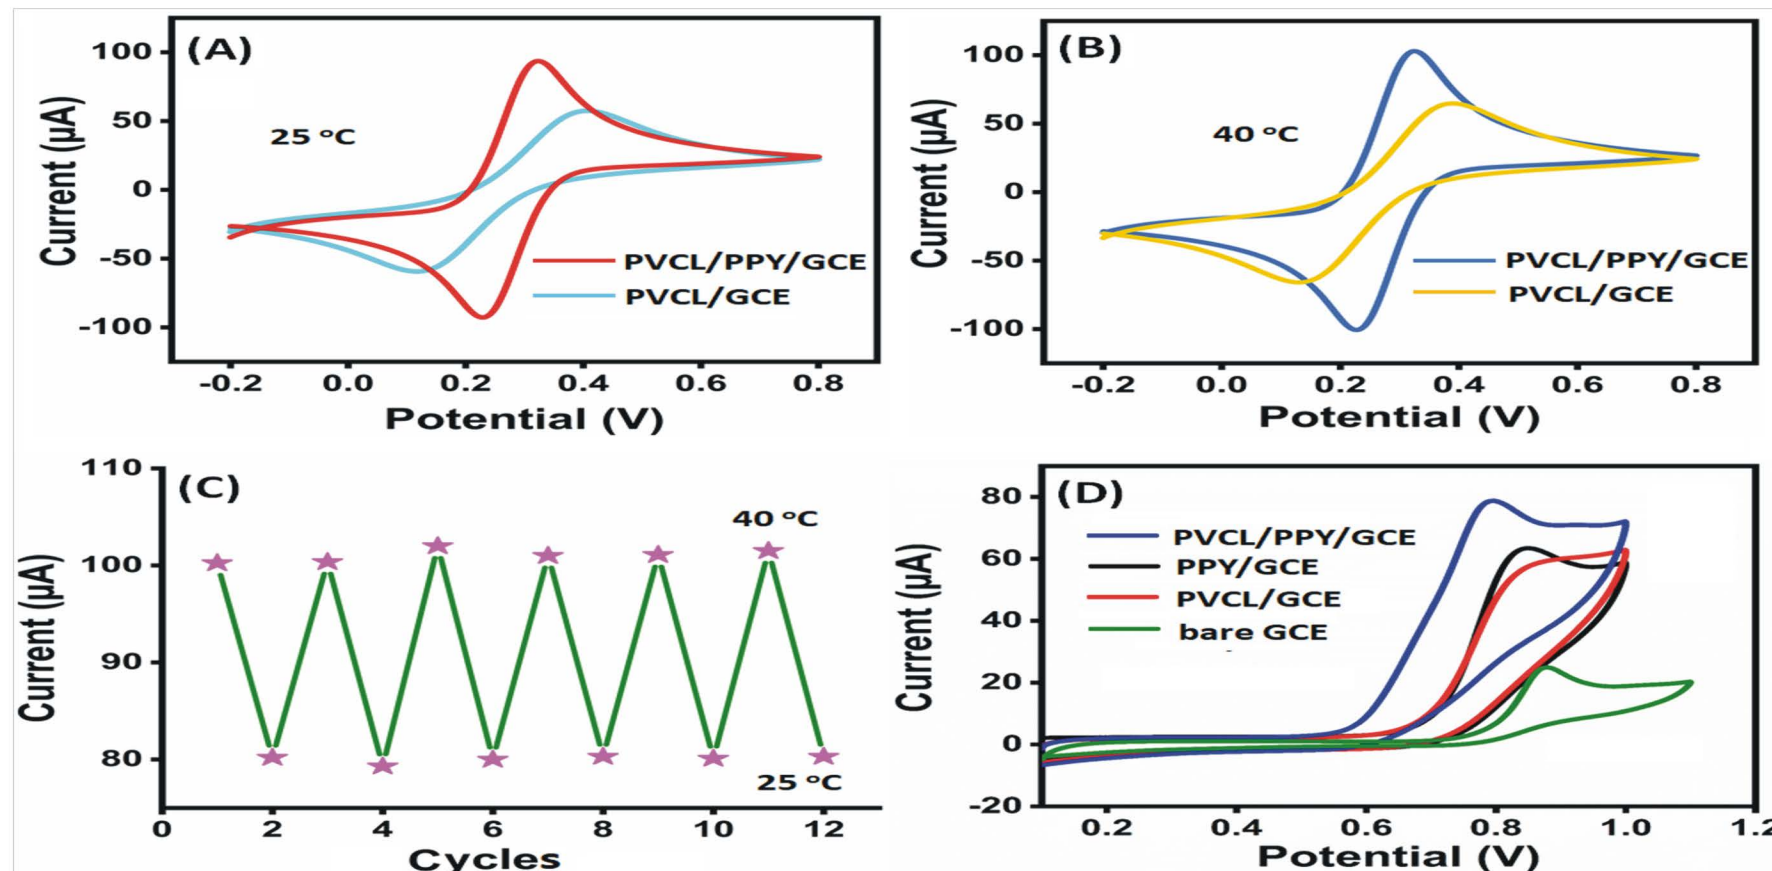 (A)
25 °C
100
50
0
-50
-100
Current (µA)
PVCL/PPY/GCE
PVCL/GCE
-0.2 0.0 0.2 0.4 0.6 0.8
Potential (V)
(B)
40 °C
100
50
0
-50
-100
Current (µA)
PVCL/PPY/GCE
PVCL/GCE
-0.2 0.0 0.2 0.4 0.6 0.8
Potential (V)
(C)
110
100
90
80
Current (µA)
40 °C
25 °C
0 2 4 6 8 10 12
Cycles
(D)
80
60
40
20
0
-20
Current (µA)
PVCL/PPY/GCE
PPY/GCE
PVCL/GCE
bare GCE
0.2 0.4 0.6 0.8 1.0 1.2
Potential (V)